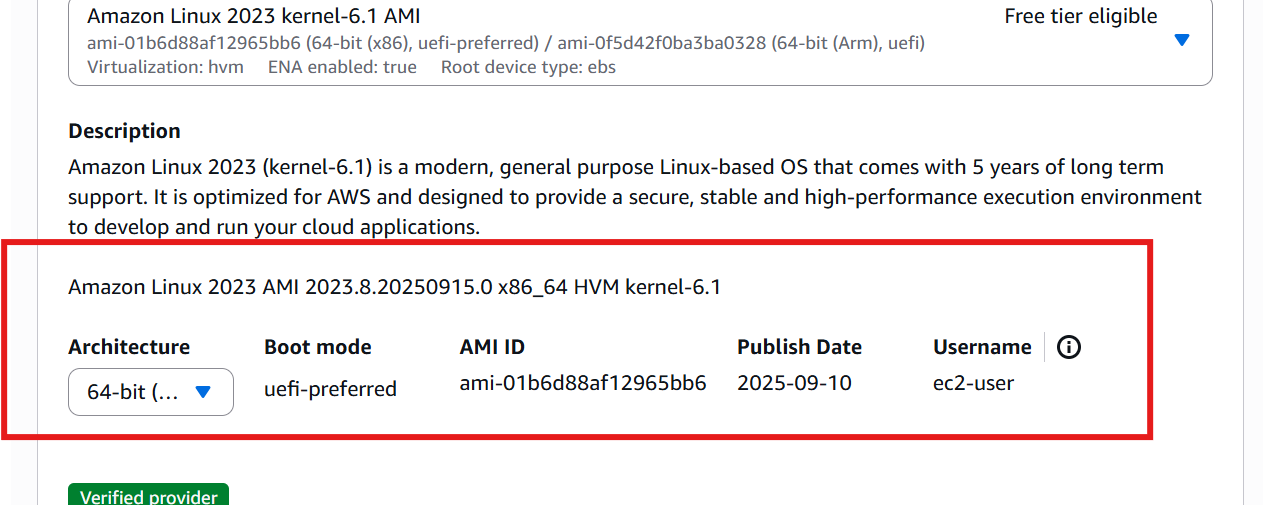 Amazon Linux 2023 kernel-6.1 AMI
Free tier eligible
ami-01b6d88af12965bb6 (64-bit (x86), uefi-preferred) / ami-0f5d42f0ba3ba0328 (64-bit (Arm), uefi)
Virtualization: hvm ENA enabled: true Root device type: ebs
Description
Amazon Linux 2023 (kernel-6.1) is a modern, general purpose Linux-based OS that comes with 5 years of long term
support. It is optimized for AWS and designed to provide a secure, stable and high-performance execution environment
to develop and run your cloud applications.
Amazon Linux 2023 AMI 2023.8.20250915.0 x86_64 HVM kernel-6.1
Architecture Boot mode AMI ID Publish Date Username
64-bit (... uefi-preferred ami-01b6d88af12965bb6 2025-09-10 ec2-user
Verified provider